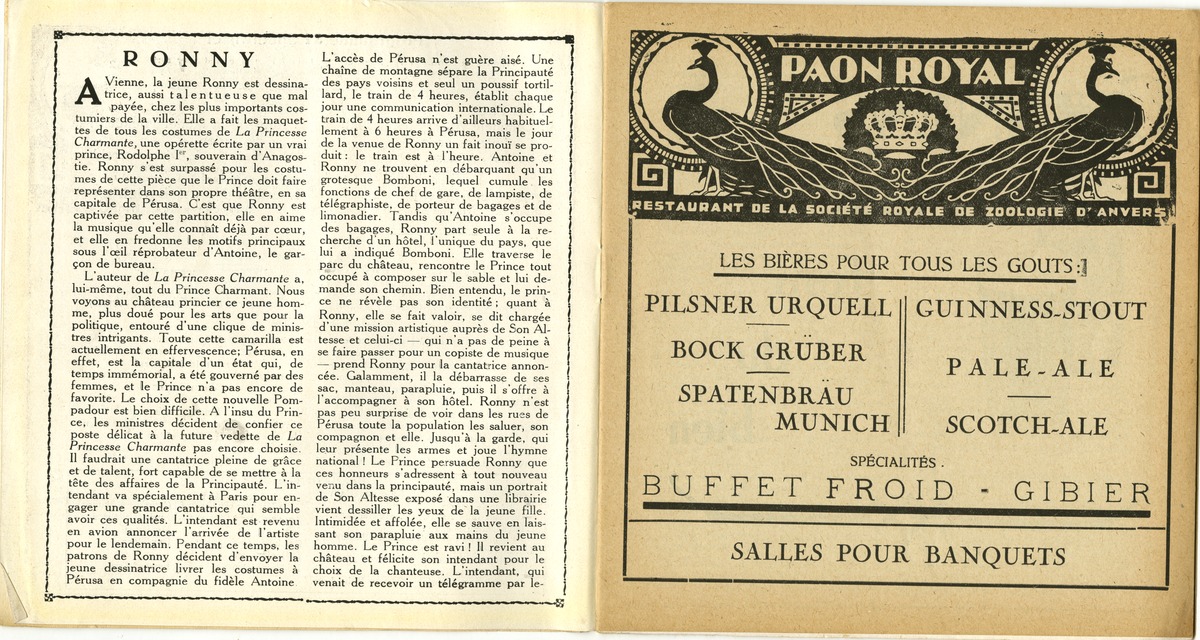 RONNY
A Vienne, la jeune Ronny est dessina-
trice, aussi talentueuse que mal
payée, chez les plus importants cos-
tumiers de la ville. Elle a fait les maquet-
tes de tous les costumes de La Princesse
Charmante, une opérette écrite par un vrai
prince, Rodolphe Ier, souverain d'Anagos-
tie. Ronny s'est surpassé pour les costu-
mes de cette pièce que le Prince doit faire
représenter dans son propre théâtre, en sa
capitale de Pérusa. C'est que Ronny est
captivée par cette partition, elle en aime
la musique qu'elle connaît déjà par cœur,
et elle en fredonne les motifs principaux
sous l'œil réprobateur d'Antoine, le gar-
çon de bureau.
L'auteur de La Princesse Charmante a,
lui-même, tout du Prince Charmant. Nous
voyons au château princier ce jeune hom-
me, plus doué pour les arts que pour la
politique, entouré d'une clique de minis-
tres intrigants. Toute cette camarilla est
actuellement en effervescence; Pérusa, en
effet, est la capitale d'un état qui, de
temps immémorial, a été gouverné par des
femmes, et le Prince n'a pas encore de
favorite. Le choix de cette nouvelle Pom-
padour est bien difficile. A l'insu du Prin-
ce, les ministres décident de confier ce
poste délicat à la future vedette de La
Princesse Charmante pas encore choisie.
Il faudrait une cantatrice pleine de grâce
et de talent, fort capable de se mettre à la
tête des affaires de la Principauté. L'in-
tendant va spécialement à Paris pour en-
gager une grande cantatrice qui semble
avoir ces qualités. L'intendant est revenu
en avion annoncer l'arrivée de l'artiste
pour le lendemain. Pendant ce temps, les
patrons de Ronny décident d'envoyer la
jeune dessinatrice livrer les costumes à
Pérusa en compagnie du fidèle Antoine
L'accès de Pérusa n'est guère aisé. Une
chaîne de montagne sépare la Principauté
des pays voisins et seul un poussif tortil-
lard, le train de 4 heures, établit chaque
jour une communication internationale. Le
train de 4 heures arrive d'ailleurs habituel-
lement à 6 heures à Pérusa, mais le jour
de la venue de Ronny un fait inouï se pro-
duit : le train est à l'heure. Antoine et
Ronny ne trouvent en débarquant qu'un
grotesque Bomboni, lequel cumule les
fonctions de chef de gare, de lampiste, de
télégraphiste, de porteur de bagages et de
limonadier. Tandis qu'Antoine s'occupe
des bagages, Ronny part seule à la re-
cherche d'un hôtel, l'unique du pays, que
lui a indiqué Bomboni. Elle traverse le
parc du château, rencontre le Prince tout
occupé à composer sur le sable et lui de-
mande son chemin. Bien entendu, le prin-
ce ne révèle pas son identité; quant à
Ronny, elle se fait valoir, se dit chargée
d'une mission artistique auprès de Son Al-
tesse et celui-ci — qui n'a pas de peine à
se faire passer pour un copiste de musique
— prend Ronny pour la cantatrice annon-
cée. Galamment, il la débarrasse de ses
sac, manteau, parapluie, puis il s'offre à
l'accompagner à son hôtel. Ronny n'est
pas peu surprise de voir dans les rues de
Pérusa toute la population les saluer, son
compagnon et elle. Jusqu'à la garde, qui
leur présente les armes et joue l'hymne
national ! Le Prince persuade Ronny que
ces honneurs s'adressent à tout nouveau
venu dans la principauté, mais un portrait
de Son Altesse exposé dans une librairie
vient dessiller les yeux de la jeune fille.
Intimidée et affolée, elle se sauve en lais-
sant son parapluie aux mains du jeune
homme. Le Prince est ravi ! Il revient au
château et félicite son intendant pour le
choix de la chanteuse. L'intendant, qui
venait de recevoir un télégramme par le-
PAON ROYAL
RESTAURANT DE LA SOCIÉTÉ ROYALE DE ZOOLOGIE D'ANVERS
LES BIÈRES POUR TOUS LES GOUTS:
PILSNER URQUELL
BOCK GRÜBER
SPATENBRÄU
MUNICH
GUINNESS-STOUT
PALE-ALE
SCOTCH-ALE
SPÉCIALITÉS.
BUFFET FROID - GIBIER
SALLES POUR BANQUETS